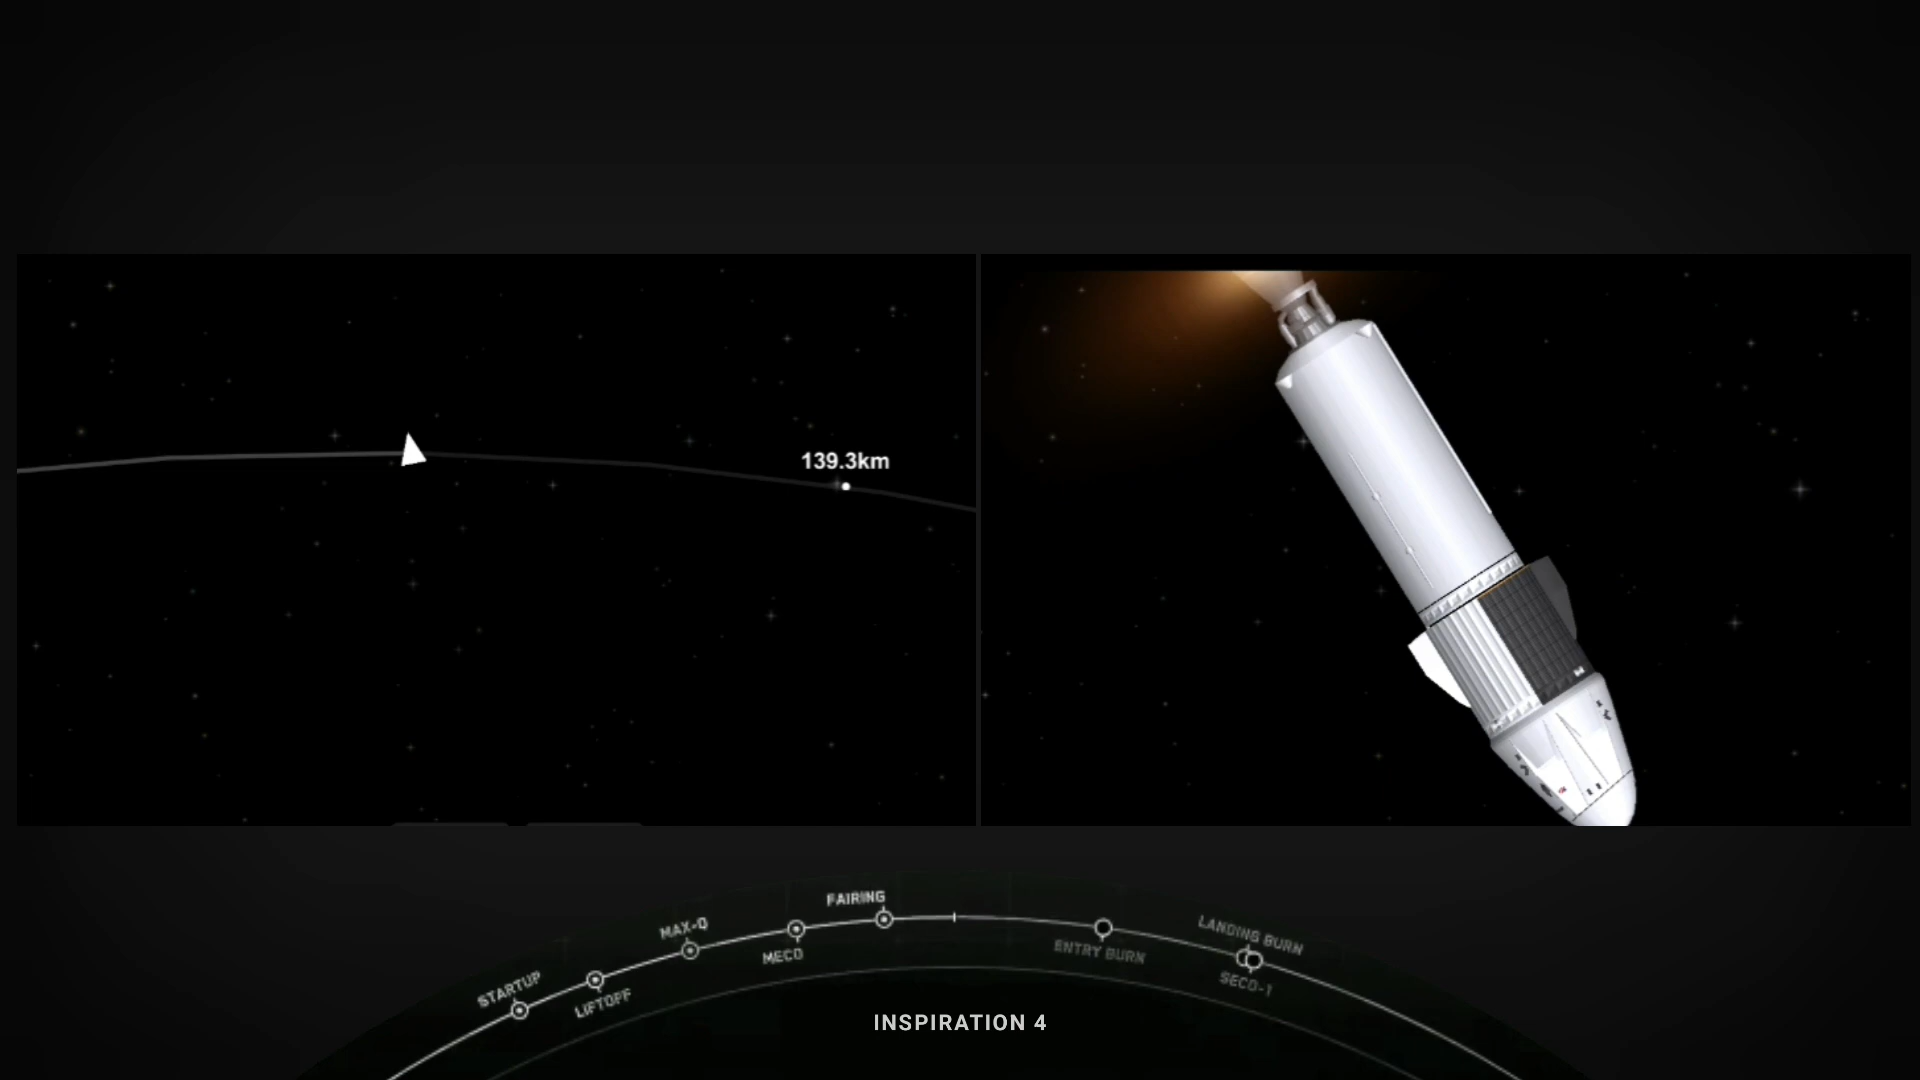 139.3km
STARTUP
LIFTOFF
MAX-Q
MECO
FAIRING
ENTRY BURN
LANDING BURN
SECO-1
INSPIRATION 4